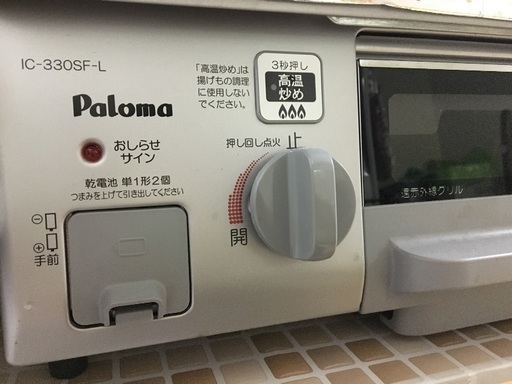 IC-330SF-L
Paloma
おしらせ
サイン
乾電池 単1形2個
つまみを上げて引き出してください
手前
「高温炒め」は
揚げもの調理
に使用しない
でください。
3秒押し
高温
炒め
押し回し点火
止
開
遠赤外線グリル